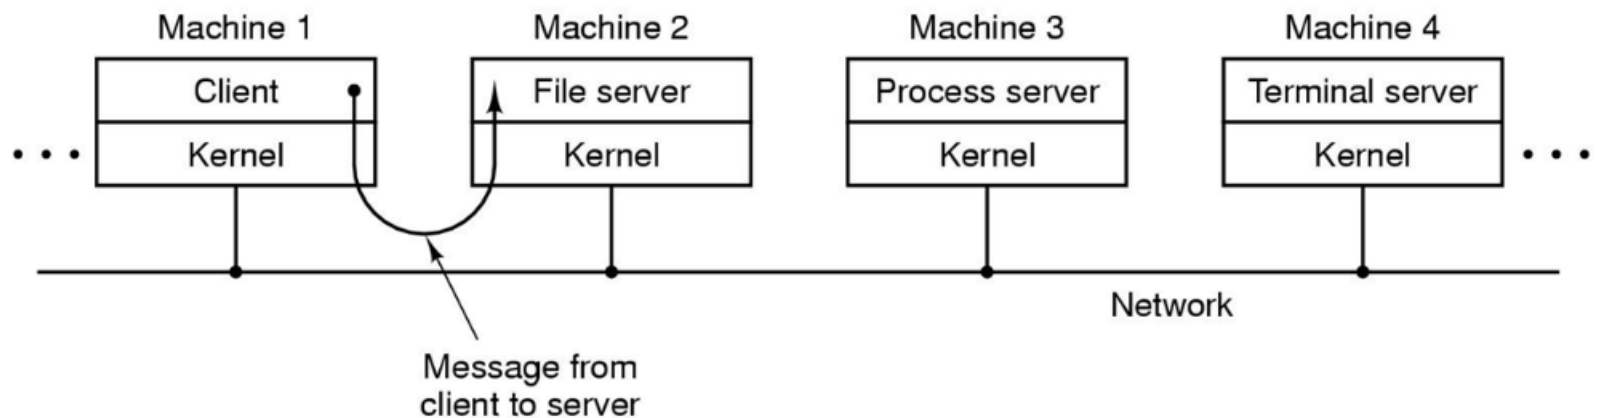 Machine 1
Machine 2
Machine 3
Machine 4
Client
File server
Process server
Terminal server
Kernel
Kernel
Kernel
Kernel
Network
Message from
client to server